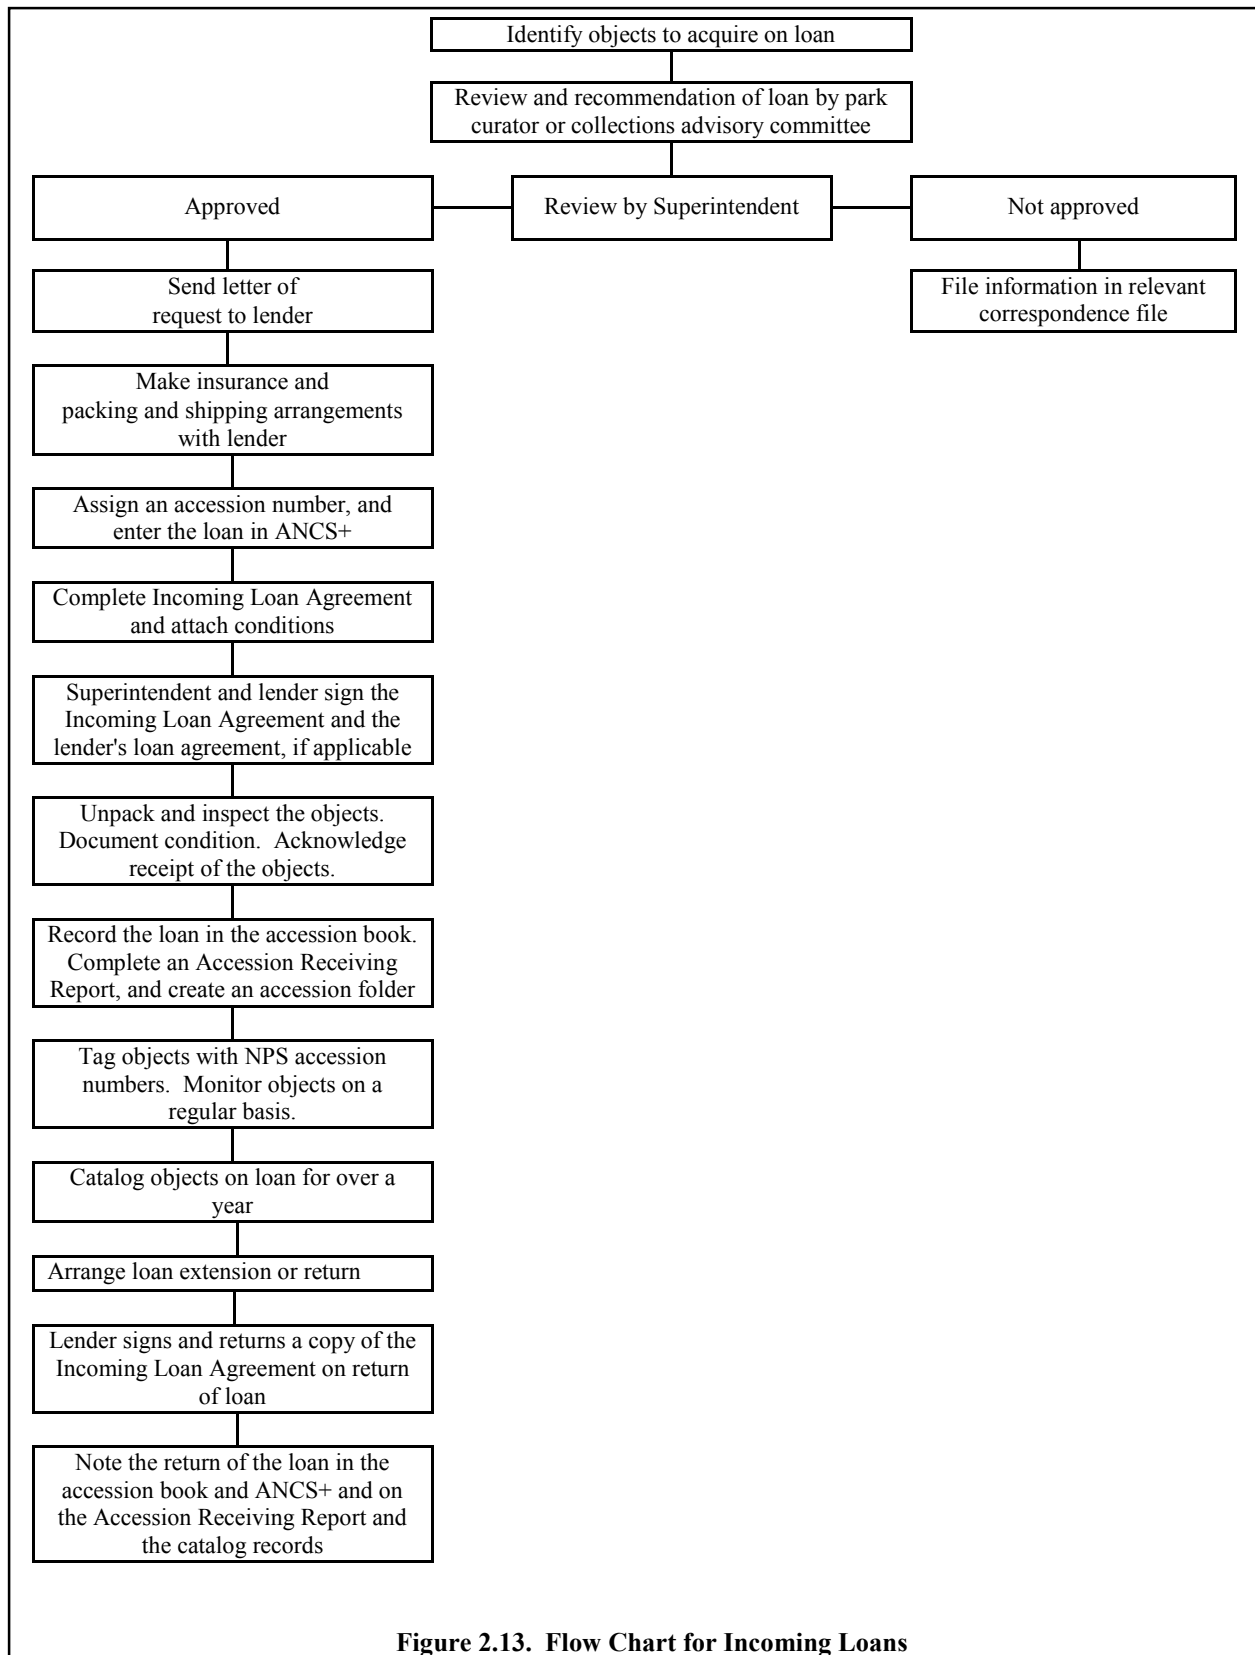 Identify objects to acquire on loan
Review and recommendation of loan by park
curator or collections advisory committee
Approved
Review by Superintendent
Not approved
Send letter of
request to lender
File information in relevant
correspondence file
Make insurance and
packing and shipping arrangements
with lender
Assign an accession number, and
enter the loan in ANCS+
Complete Incoming Loan Agreement
and attach conditions
Superintendent and lender sign the
Incoming Loan Agreement and the
lender's loan agreement, if applicable
Unpack and inspect the objects.
Document condition. Acknowledge
receipt of the objects.
Record the loan in the accession book.
Complete an Accession Receiving
Report, and create an accession folder
Tag objects with NPS accession
numbers. Monitor objects on a
regular basis.
Catalog objects on loan for over a
year
Arrange loan extension or return
Lender signs and returns a copy of the
Incoming Loan Agreement on return
of loan
Note the return of the loan in the
accession book and ANCS+ and on
the Accession Receiving Report and
the catalog records
Figure 2.13. Flow Chart for Incoming Loans